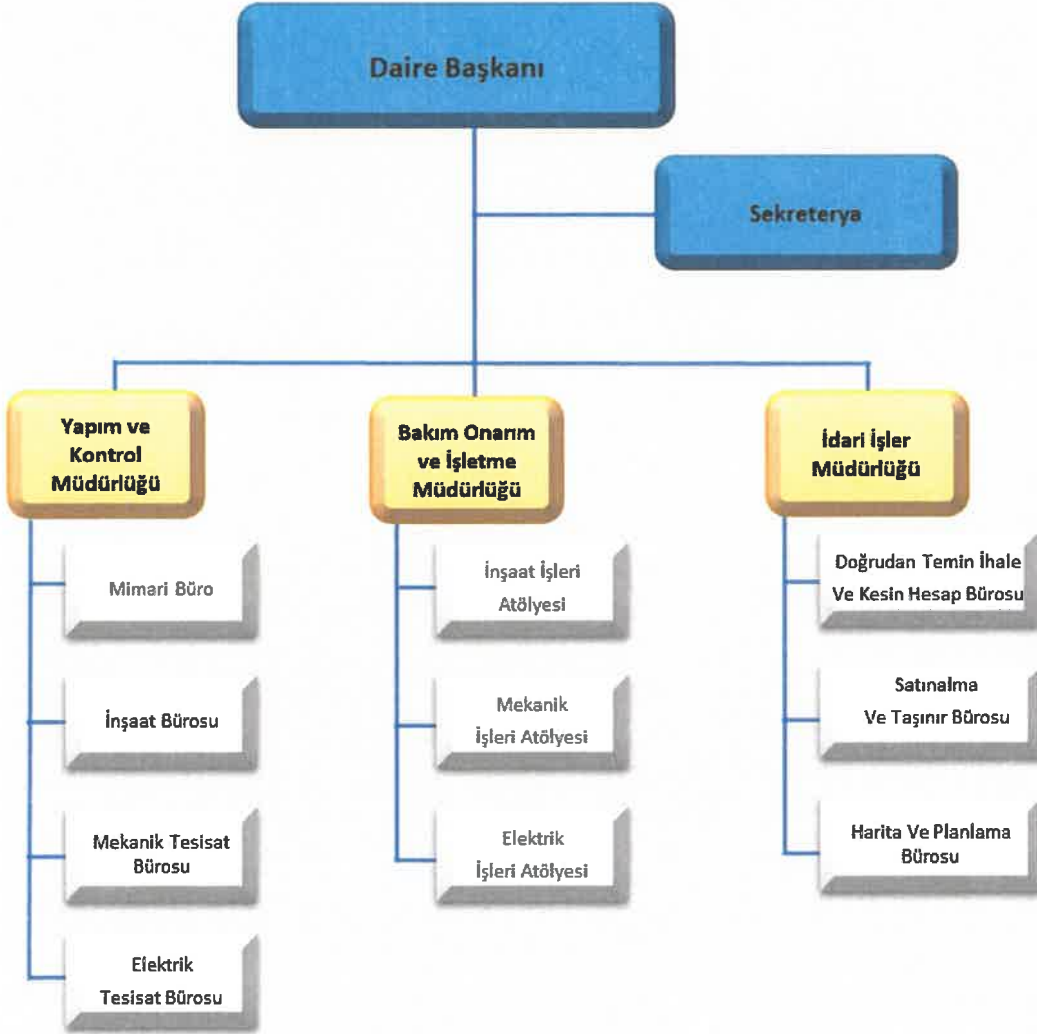 Daire Başkanı
Sekreterya
Yapım ve
Kontrol
Müdürlüğü
Mimari Büro
İnşaat Bürosu
Mekanik Tesisat
Bürosu
Elektrik
Tesisat Bürosu
Bakım Onarım
ve İşletme
Müdürlüğü
İnşaat İşleri
Atölyesi
Mekanik
İşleri Atölyesi
Elektrik
İşleri Atölyesi
İdari İşler
Müdürlüğü
Doğrudan Temin İhale
Ve Kesin Hesap Bürosu
Satınalma
Ve Taşınır Bürosu
Harita Ve Planlama
Bürosu